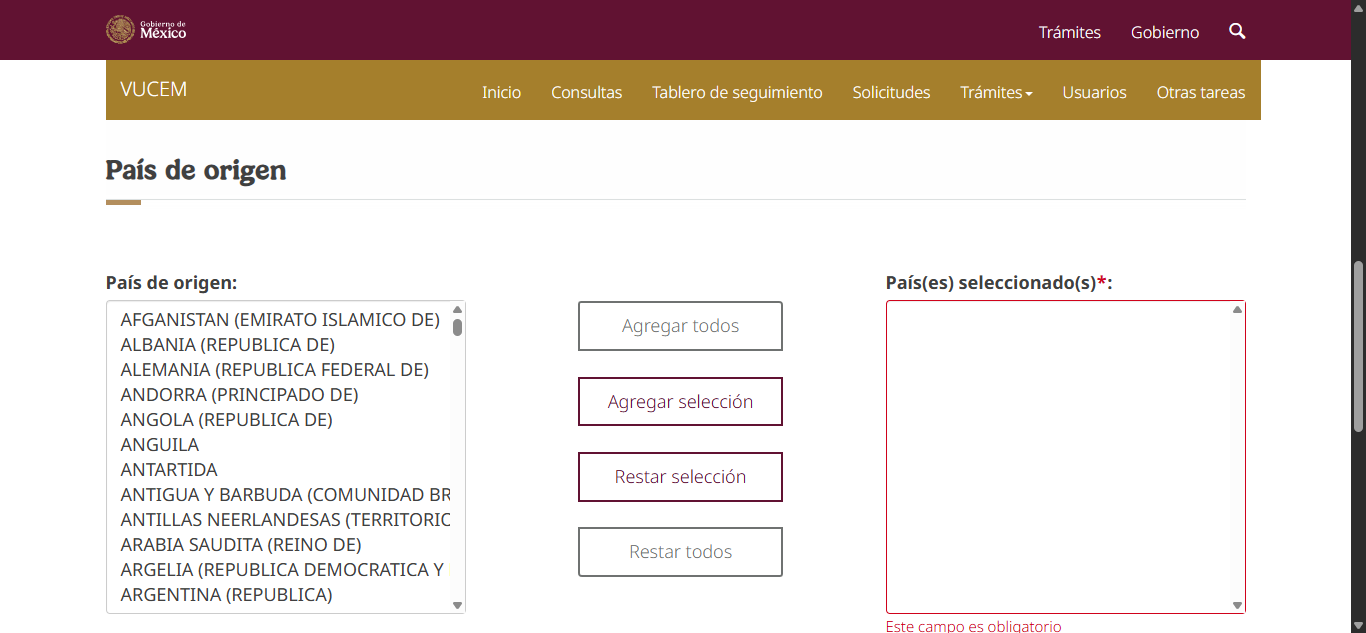 Gobierno de
México
Trámites
Gobierno
VUCEM
Inicio
Consultas
Tablero de seguimiento
Solicitudes
Trámites
Usuarios
Otras tareas
País de origen
País de origen:
AFGANISTAN (EMIRATO ISLAMICO DE)
ALBANIA (REPUBLICA DE)
ALEMANIA (REPUBLICA FEDERAL DE)
ANDORRA (PRINCIPADO DE)
ANGOLA (REPUBLICA DE)
ANGUILA
ANTARTIDA
ANTIGUA Y BARBUDA (COMUNIDAD BR
ANTILLAS NEERLANDESAS (TERRITORIO
ARABIA SAUDITA (REINO DE)
ARGELIA (REPUBLICA DEMOCRATICA Y
ARGENTINA (REPUBLICA)
Agregar todos
Agregar selección
Restar selección
Restar todos
País(es) seleccionado(s)*:
Este campo es obligatorio